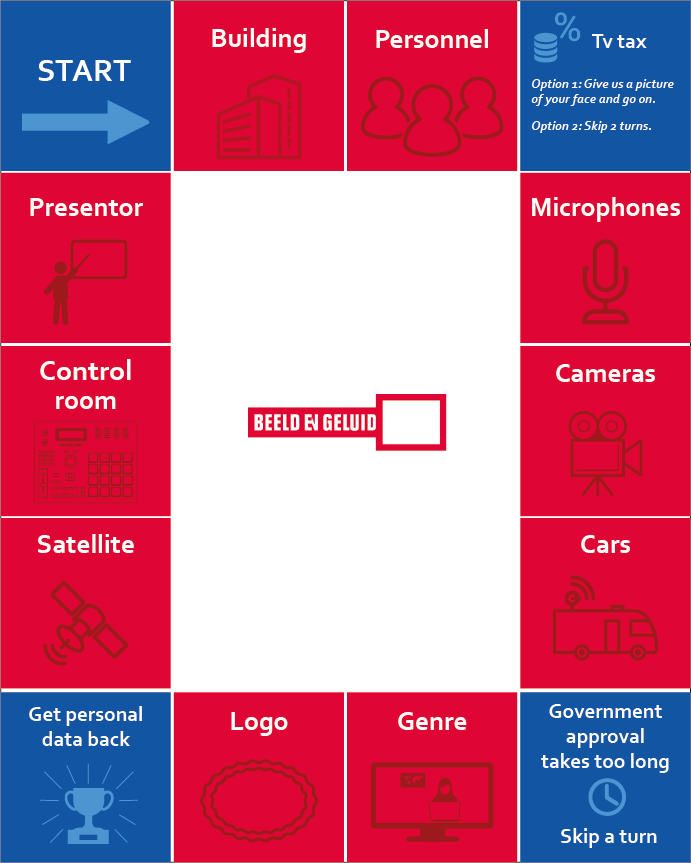 START
Building
Personnel
%
Tv tax
Option 1: Give us a picture
of your face and go on.
Option 2: Skip 2 turns.
Presentor
Microphones
Control
room
Cameras
BEELD EN GELUID
Satellite
Cars
Get personal
data back
Logo
Genre
Government
approval
takes too long
Skip a turn